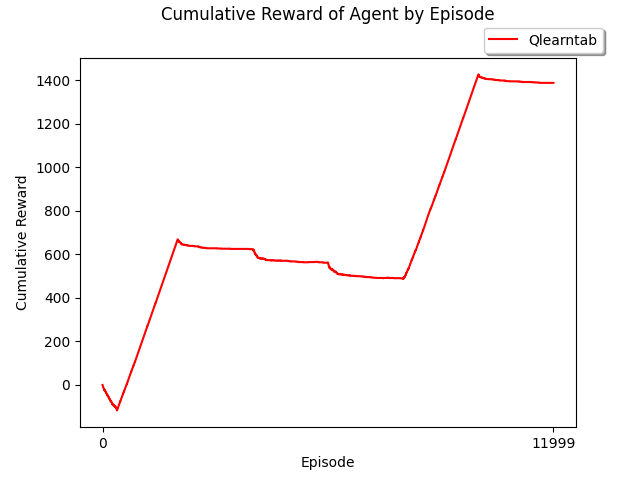 Cumulative Reward of Agent by Episode
Qlearntab
1400
1200
1000
800
600
400
200
0
Cumulative Reward
0
11999
Episode